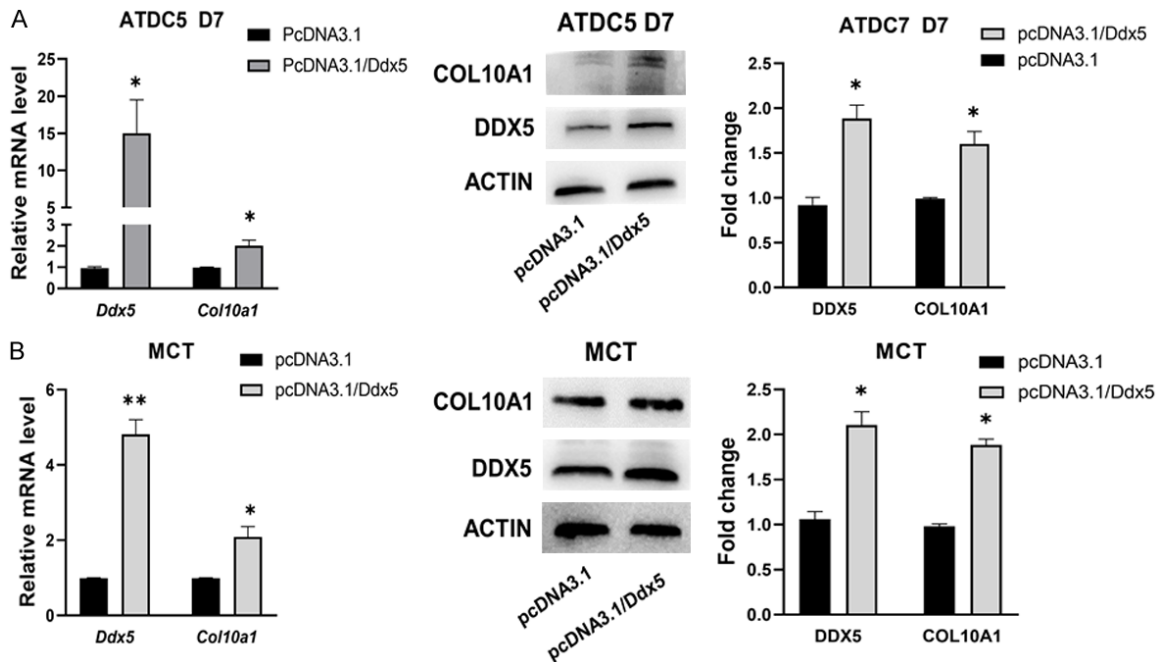 A
ATDC5 D7
PcDNA3.1
PcDNA3.1/Ddx5
Relative mRNA level
25
20
15
10
5
3
2
1
0
*
*
Ddx5
Col10a1
ATDC5 D7
COL10A1
DDX5
ACTIN
pcDNA3.1
pcDNA3.1/Ddx5
ATDC7 D7
pcDNA3.1/Ddx5
pcDNA3.1
Fold change
2.5
2.0
1.5
1.0
0.5
0.0
*
*
DDX5
COL10A1
B
MCT
pcDNA3.1
pcDNA3.1/Ddx5
Relative mRNA level
6
4
2
0
**
*
Ddx5
Col10a1
MCT
COL10A1
DDX5
ACTIN
pcDNA3.1
pcDNA3.1/Ddx5
MCT
pcDNA3.1
pcDNA3.1/Ddx5
Fold change
2.5
2.0
1.5
1.0
0.5
0.0
*
*
DDX5
COL10A1